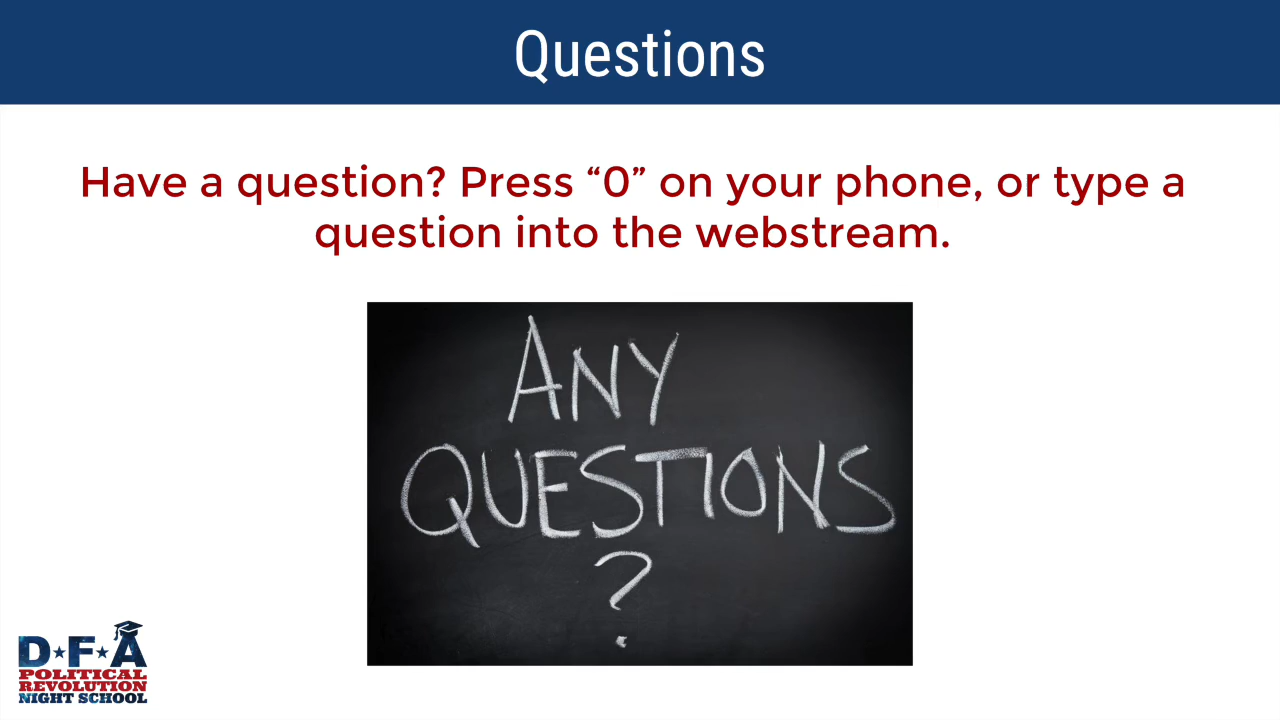 Questions
Have a question? Press “0” on your phone, or type a
question into the webstream.
ANY
QUESTIONS
?
D★F★A
POLITICAL
REVOLUTION
NIGHT SCHOOL